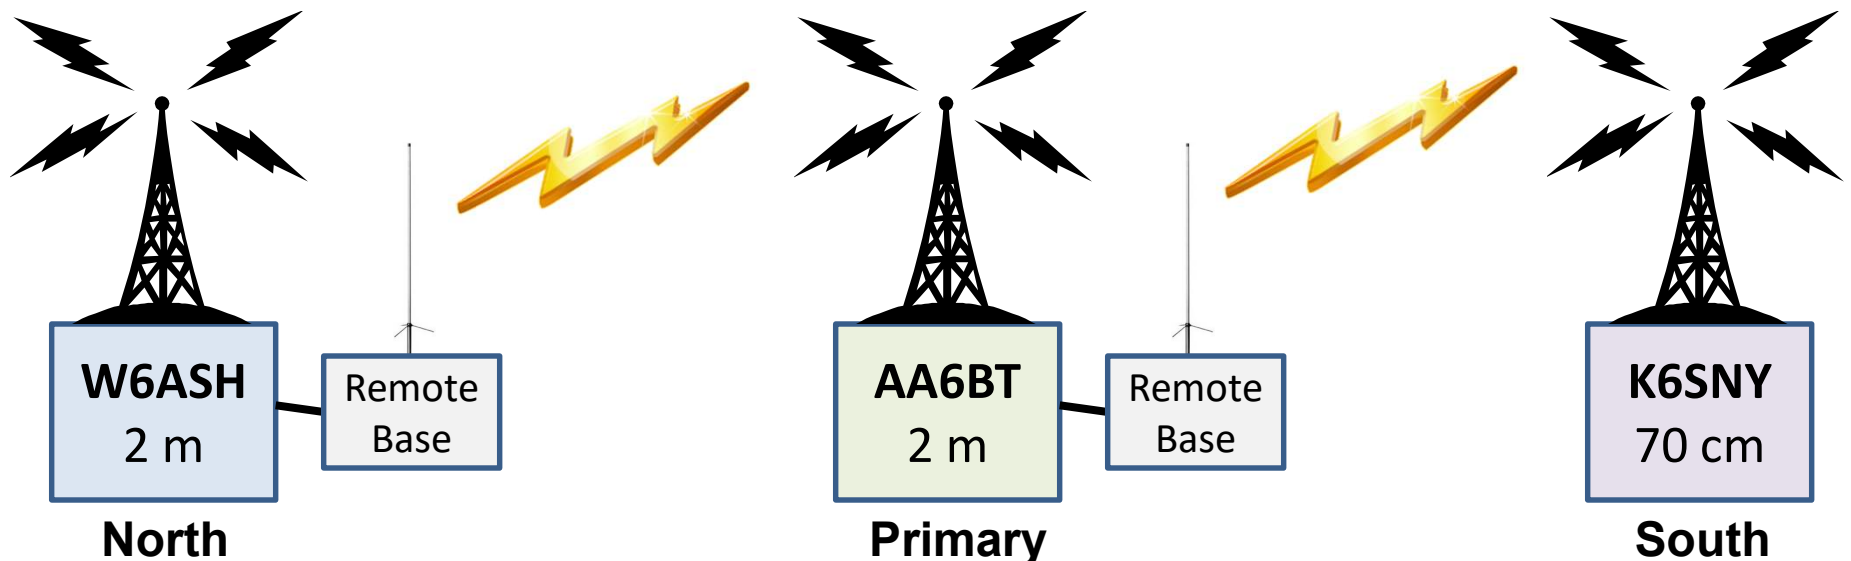 W6ASH
2 m
North
Remote
Base
AA6BT
2 m
Primary
Remote
Base
K6SNY
70 cm
South